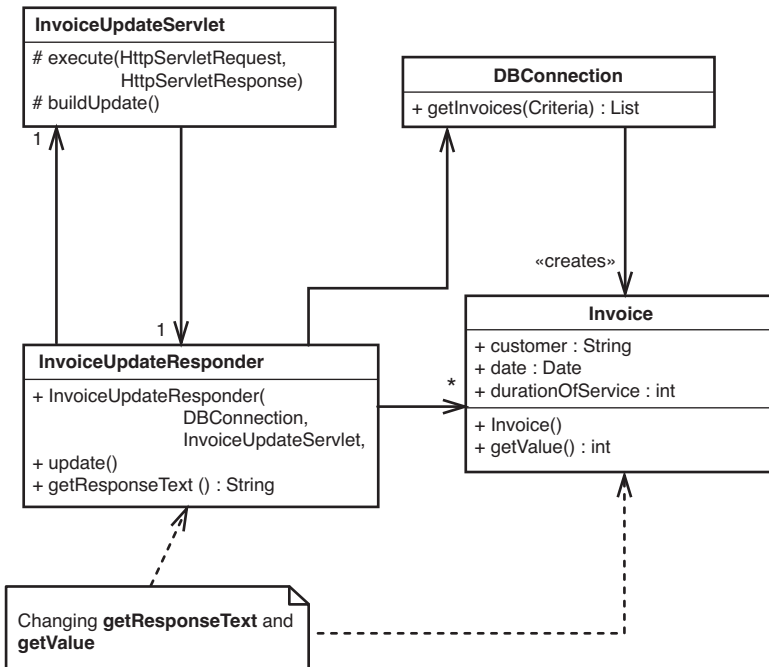 InvoiceUpdateServlet
# execute(HttpServletRequest,
HttpServletResponse)
# buildUpdate()
DBConnection
+ getInvoices(Criteria) : List
1
«creates»
1
Invoice
+ customer : String
+ date : Date
+ durationOfService : int
+ Invoice()
+ getValue() : int
InvoiceUpdateResponder
+ InvoiceUpdateResponder(
DBConnection,
InvoiceUpdateServlet,
+ update()
+ getResponseText () : String
*
Changing getResponseText and
getValue